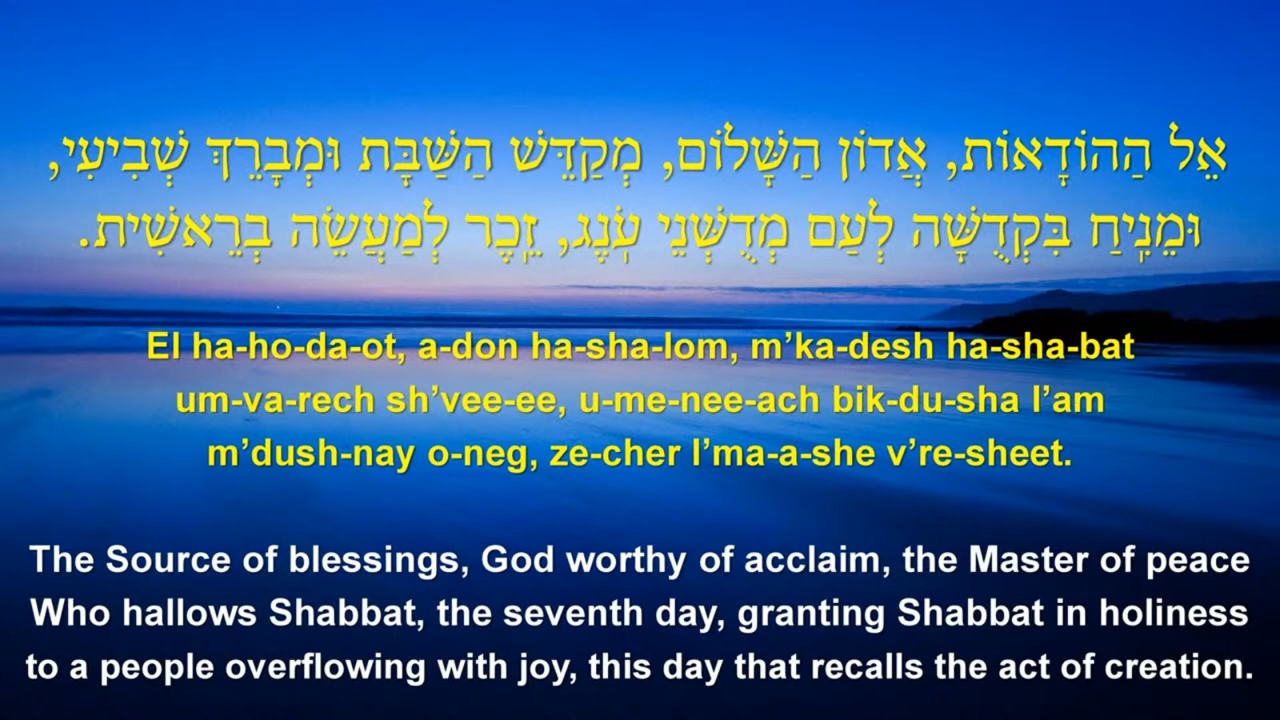 אֵל הַהוֹדָאוֹת, אֲדוֹן הַשָּׁלוֹם, מְקַדֵּשׁ הַשַּׁבָּת וּמְבָרֵךְ שְׁבִיעִי,
וּמֵנִיחַ בִּקְדֻשָּׁה לְעַם מְדֻשְּׁנֵי עֹנֶג, זֵכֶר לְמַעֲשֵׂה בְרֵאשִׁית.
El ha-ho-da-ot, a-don ha-sha-lom, m’ka-desh ha-sha-bat
um-va-rech sh’vee-ee, u-me-nee-ach bik-du-sha l’am
m’dush-nay o-neg, ze-cher l’ma-a-she v’re-sheet.
The Source of blessings, God worthy of acclaim, the Master of peace
Who hallows Shabbat, the seventh day, granting Shabbat in holiness
to a people overflowing with joy, this day that recalls the act of creation.